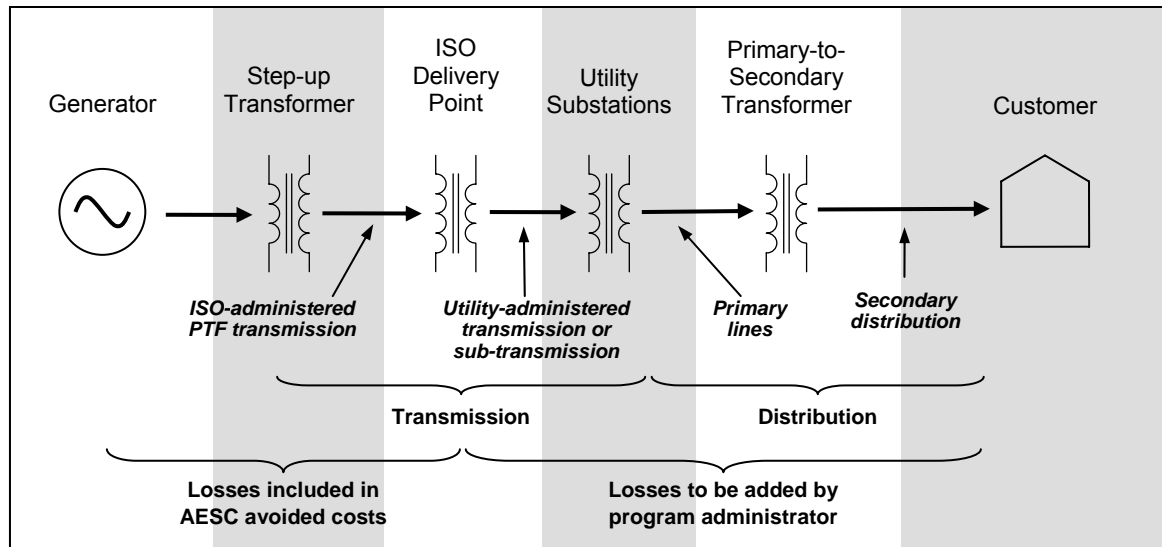 Generator
Step-up
Transformer
ISO
Delivery
Point
Utility
Substations
Primary-to-
Secondary
Transformer
Customer
ISO-administered
PTF transmission
Utility-administered
transmission or
sub-transmission
Primary
lines
Secondary
distribution
Transmission
Distribution
Losses included in
AESC avoided costs
Losses to be added by
program administrator